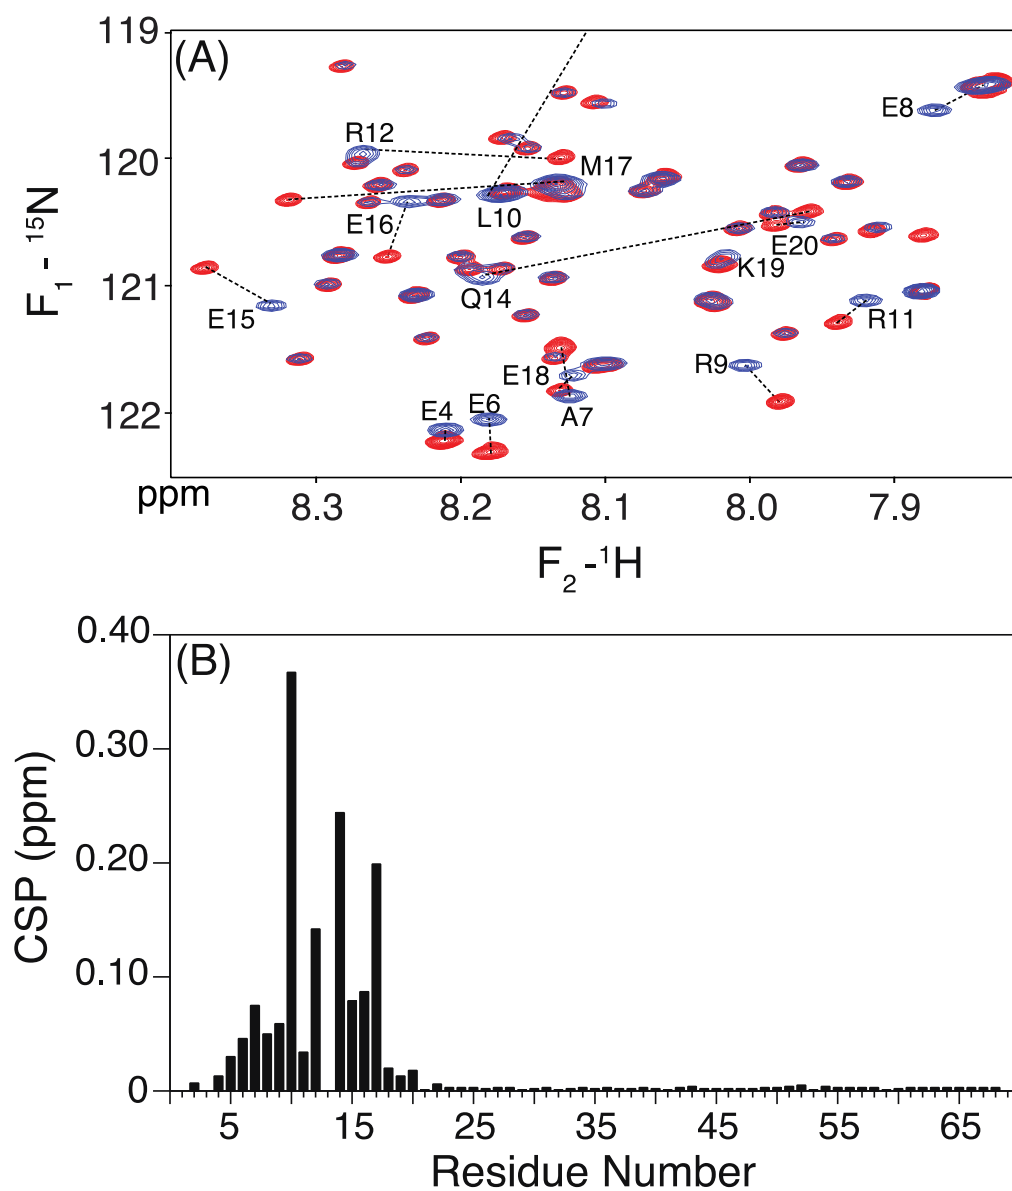 (A)
119
120
121
122
F1 - 15N
R12
E8
M17
L10
E16
E20
K19
Q14
E15
R11
E18
R9
E4 E6
A7
ppm
8.3 8.2 8.1 8.0 7.9
F2 - 1H
(B)
0.40
0.30
0.20
0.10
0
CSP (ppm)
5 15 25 35 45 55 65
Residue Number